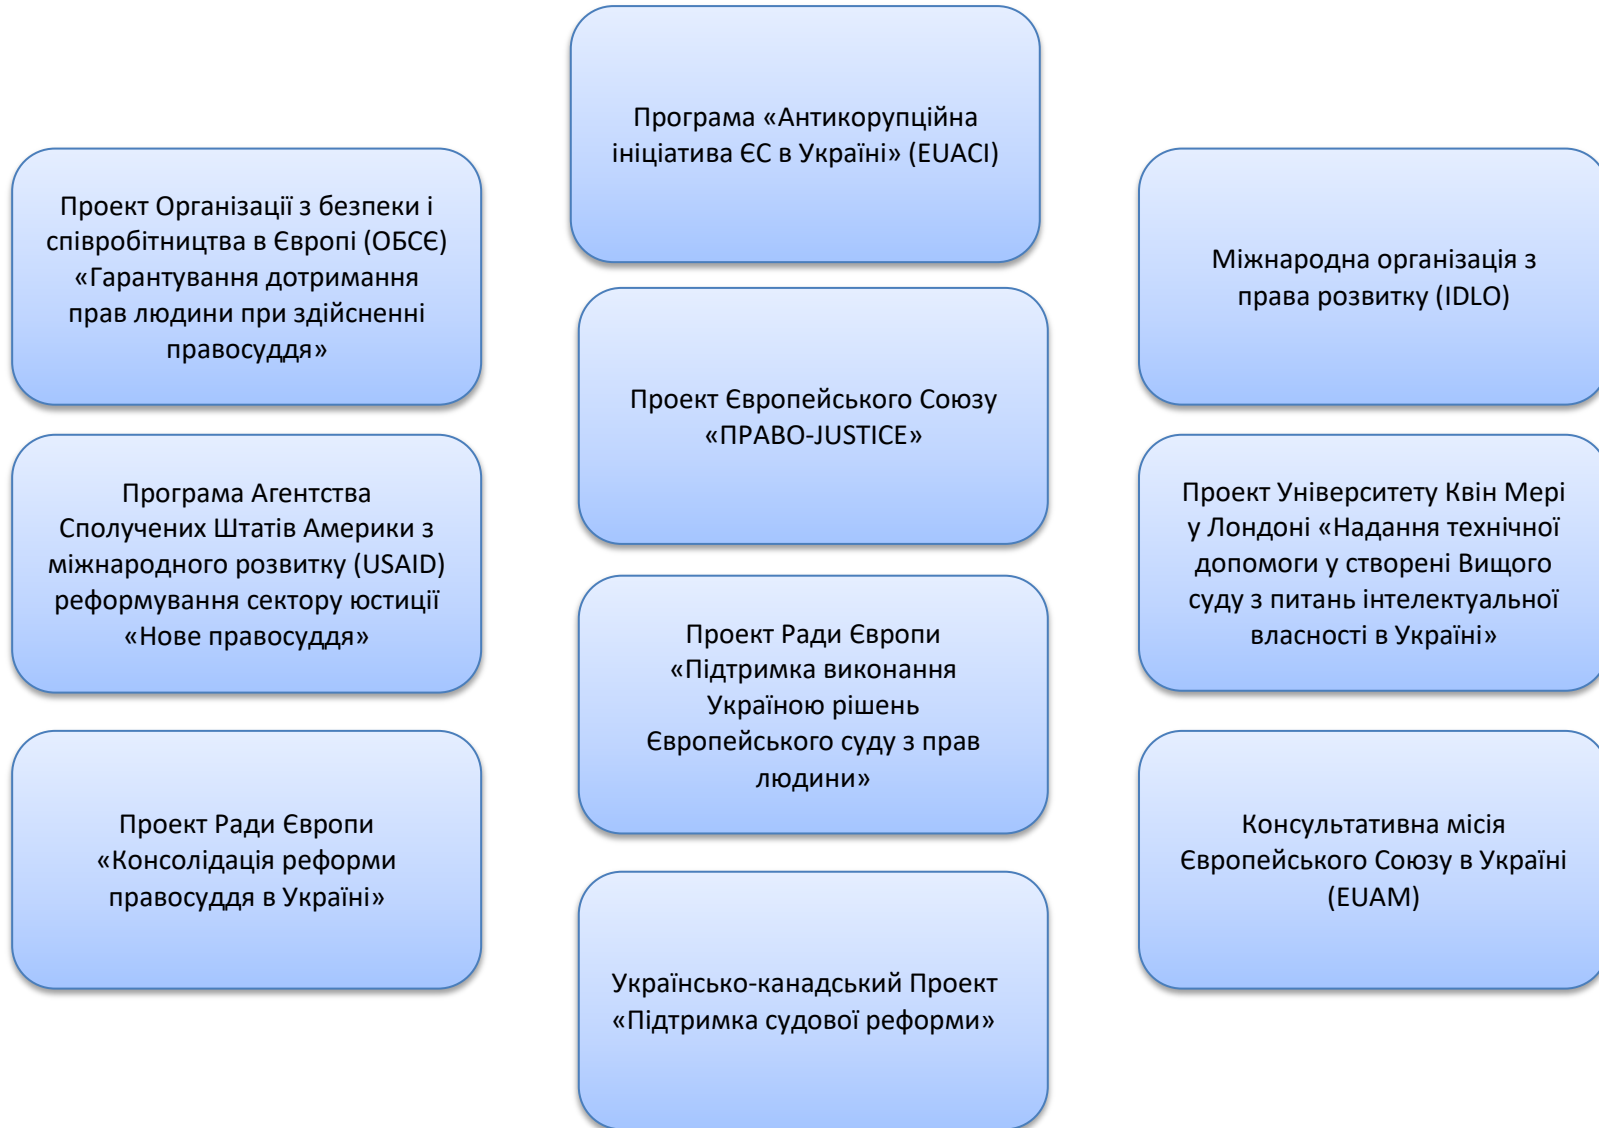 Програма «Антикорупційна
ініціатива ЄС в Україні» (EUACI)
Проект Організації з безпеки і
співробітництва в Європі (ОБСЄ)
«Гарантування дотримання
прав людини при здійсненні
правосуддя»
Міжнародна організація з
права розвитку (IDLO)
Проект Європейського Союзу
«ПРАВО-JUSTICE»
Програма Агентства
Сполучених Штатів Америки з
міжнародного розвитку (USAID)
реформування сектору юстиції
«Нове правосуддя»
Проект Університету Квін Мері
у Лондоні «Надання технічної
допомоги у створені Вищого
суду з питань інтелектуальної
власності в Україні»
Проект Ради Європи
«Підтримка виконання
Україною рішень
Європейського суду з прав
людини»
Проект Ради Європи
«Консолідація реформи
правосуддя в Україні»
Консультативна місія
Європейського Союзу в Україні
(EUAM)
Українсько-канадський Проект
«Підтримка судової реформи»